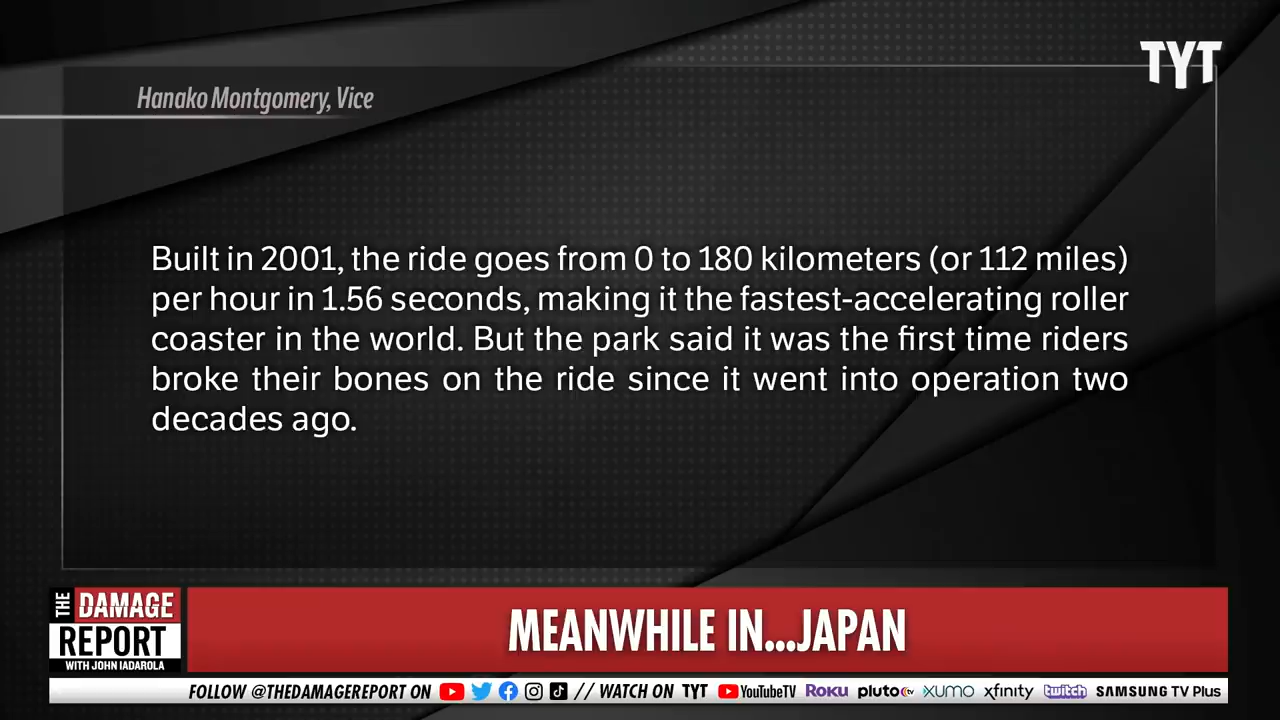 TYT
Hanako Montgomery, Vice
Built in 2001, the ride goes from 0 to 180 kilometers (or 112 miles)
per hour in 1.56 seconds, making it the fastest-accelerating roller
coaster in the world. But the park said it was the first time riders
broke their bones on the ride since it went into operation two
decades ago.
THE DAMAGE
REPORT
WITH JOHN IADAROLA
MEANWHILE IN...JAPAN
FOLLOW @THEDAMAGEREPORT ON // WATCH ON TYT YouTubeTV ROKU pluto tv XUMO xfinity twitch SAMSUNG TV Plus